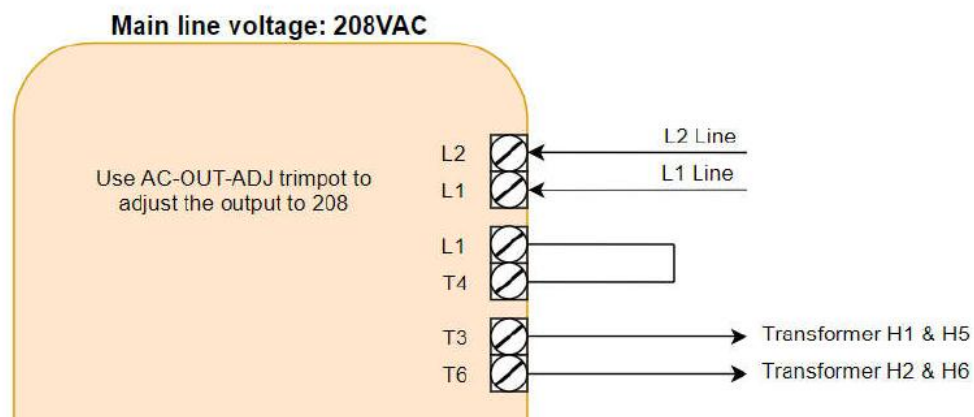 Main line voltage: 208VAC
Use AC-OUT-ADJ trimpot to
adjust the output to 208
L2
L2 Line
L1
L1 Line
L1
T4
T3
Transformer H1 & H5
T6
Transformer H2 & H6